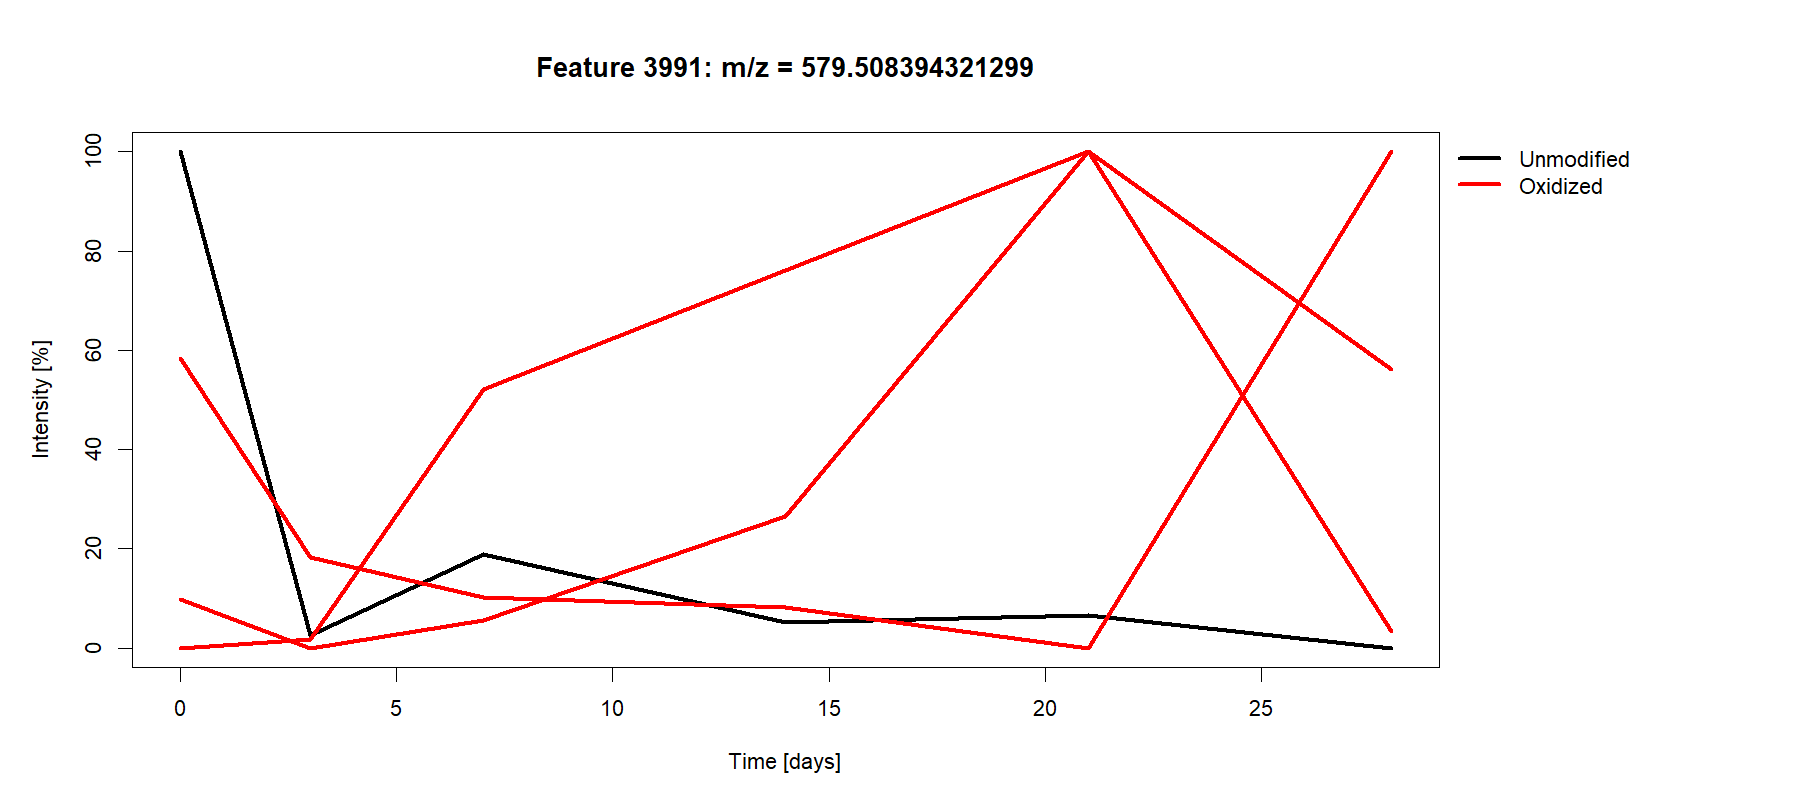 Feature 3991: m/z = 579.508394321299
Unmodified
Oxidized
100
80
60
40
20
0
Intensity [%]
0 5 10 15 20 25
Time [days]